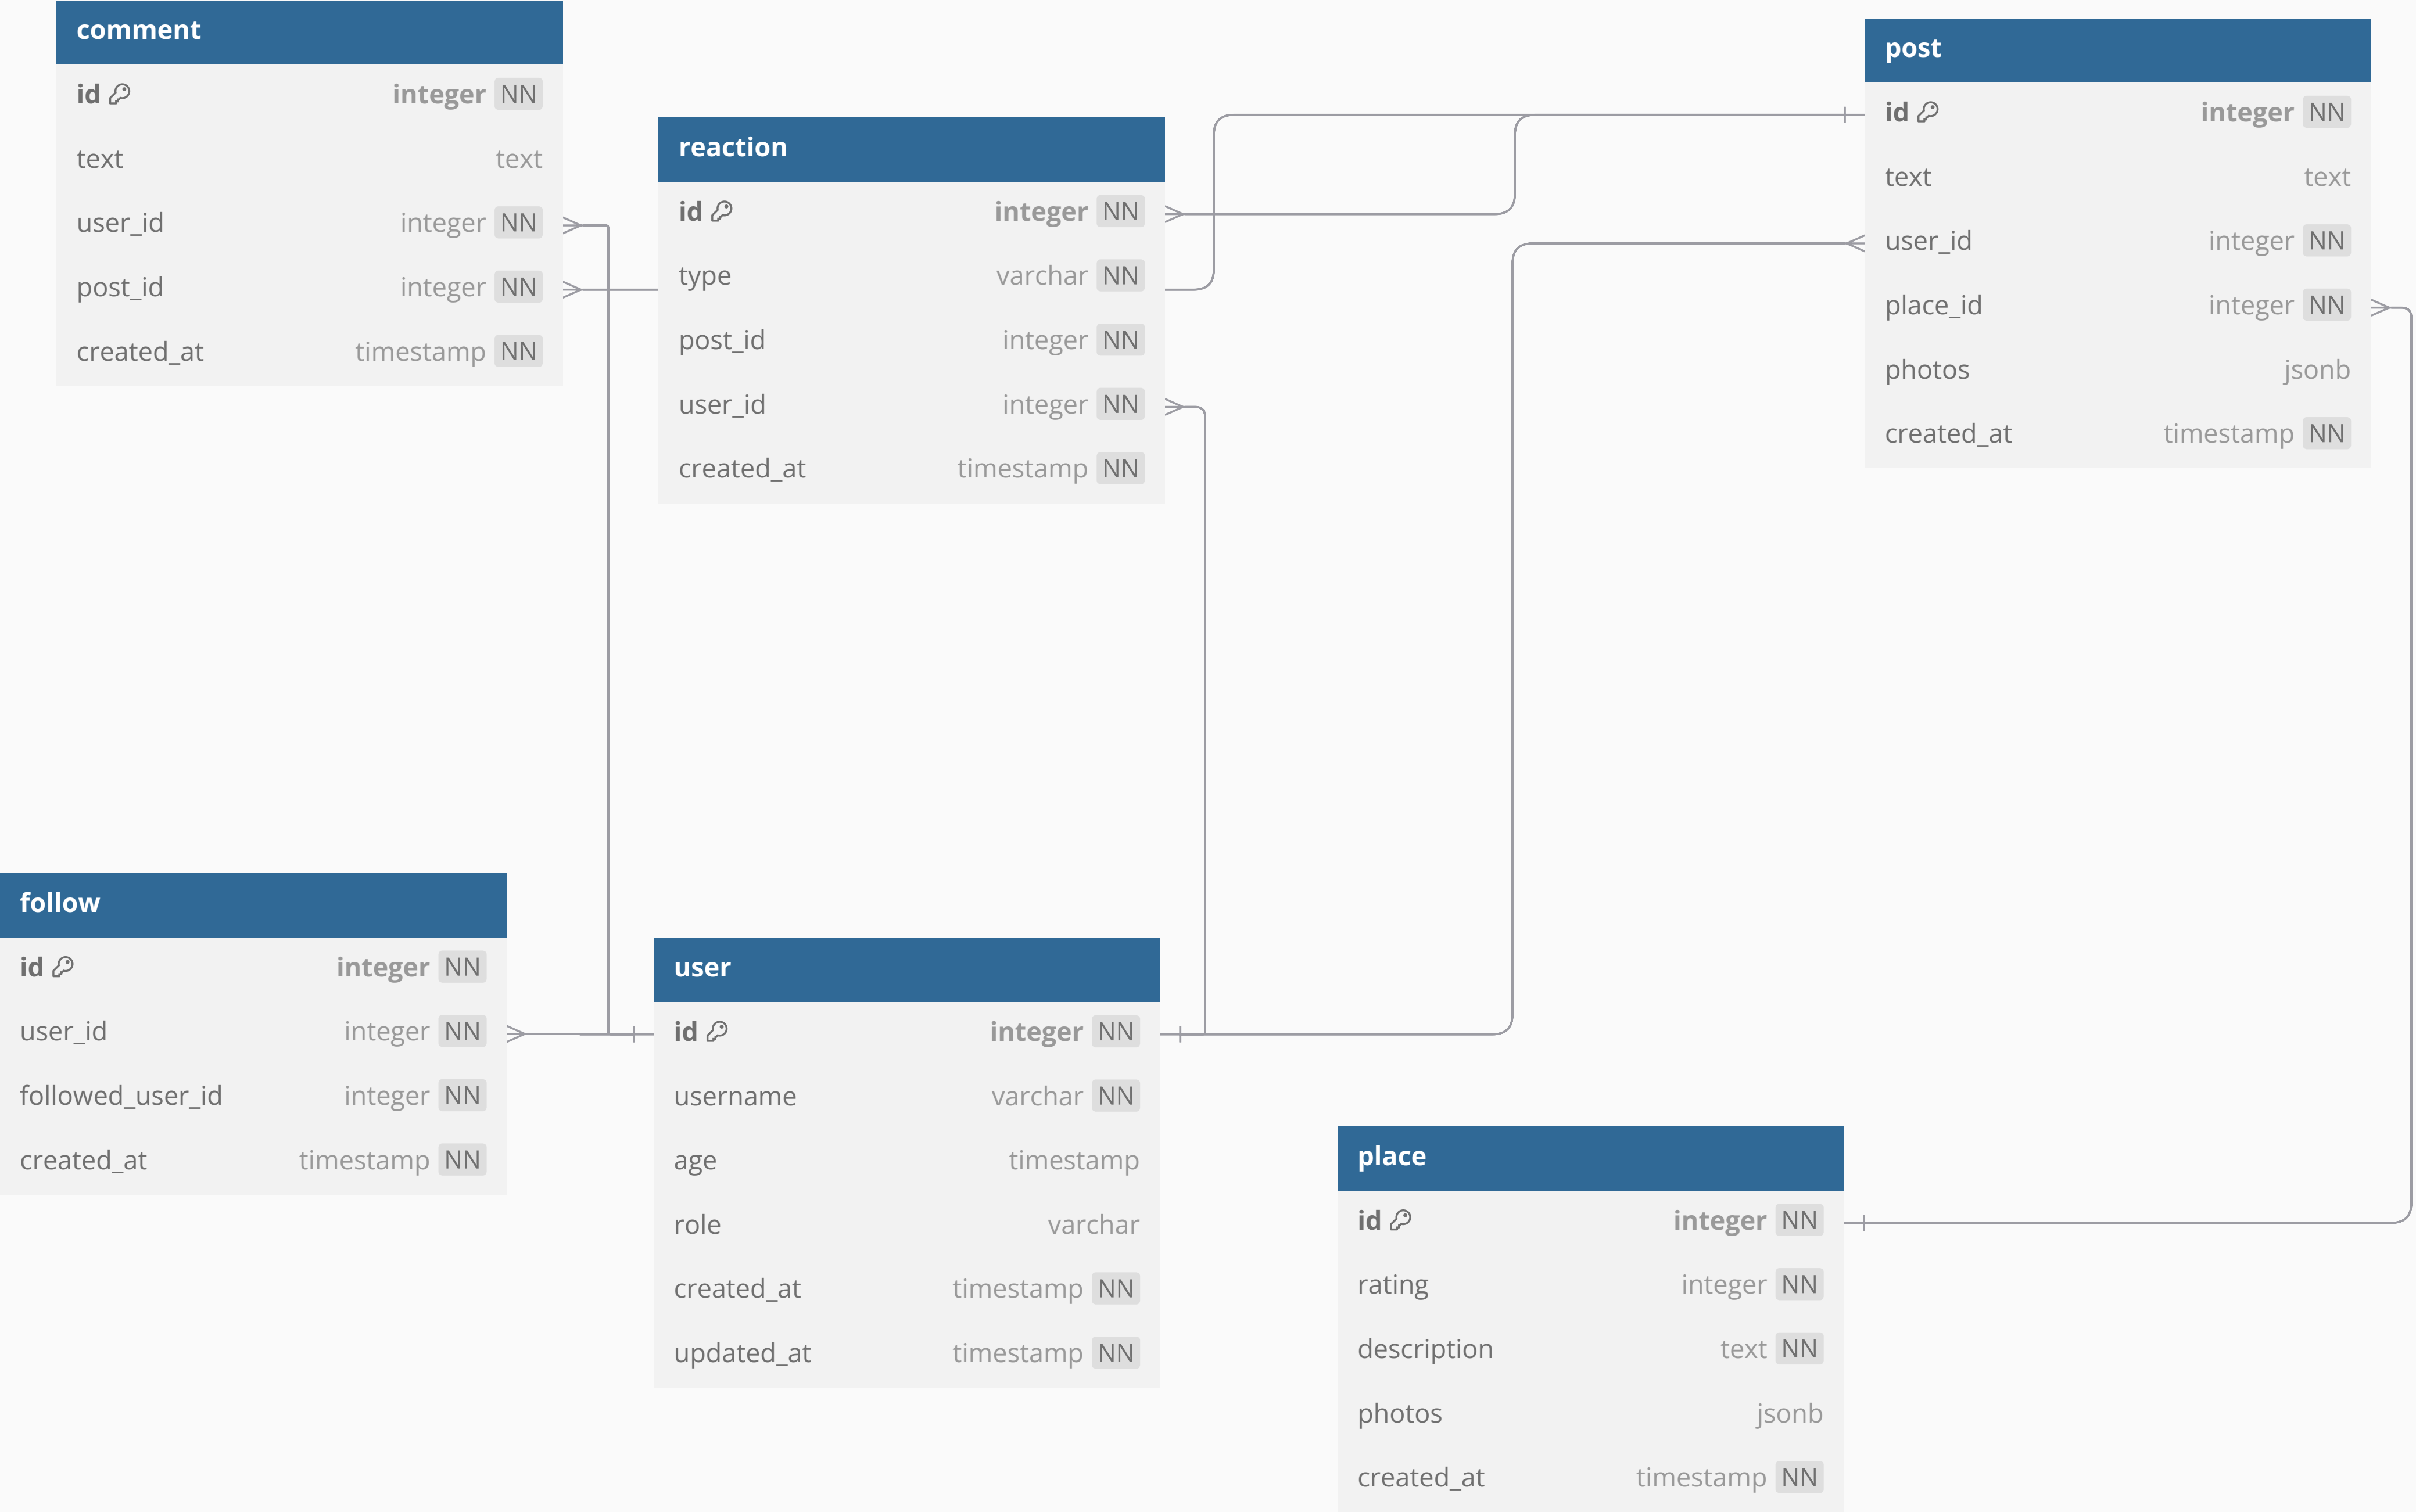 comment
id integer NN
text text
user_id integer NN
post_id integer NN
created_at timestamp NN
reaction
id integer NN
type varchar NN
post_id integer NN
user_id integer NN
created_at timestamp NN
post
id integer NN
text text
user_id integer NN
place_id integer NN
photos jsonb
created_at timestamp NN
follow
id integer NN
user_id integer NN
followed_user_id integer NN
created_at timestamp NN
user
id integer NN
username varchar NN
age timestamp
role varchar
created_at timestamp NN
updated_at timestamp NN
place
id integer NN
rating integer NN
description text NN
photos jsonb
created_at timestamp NN